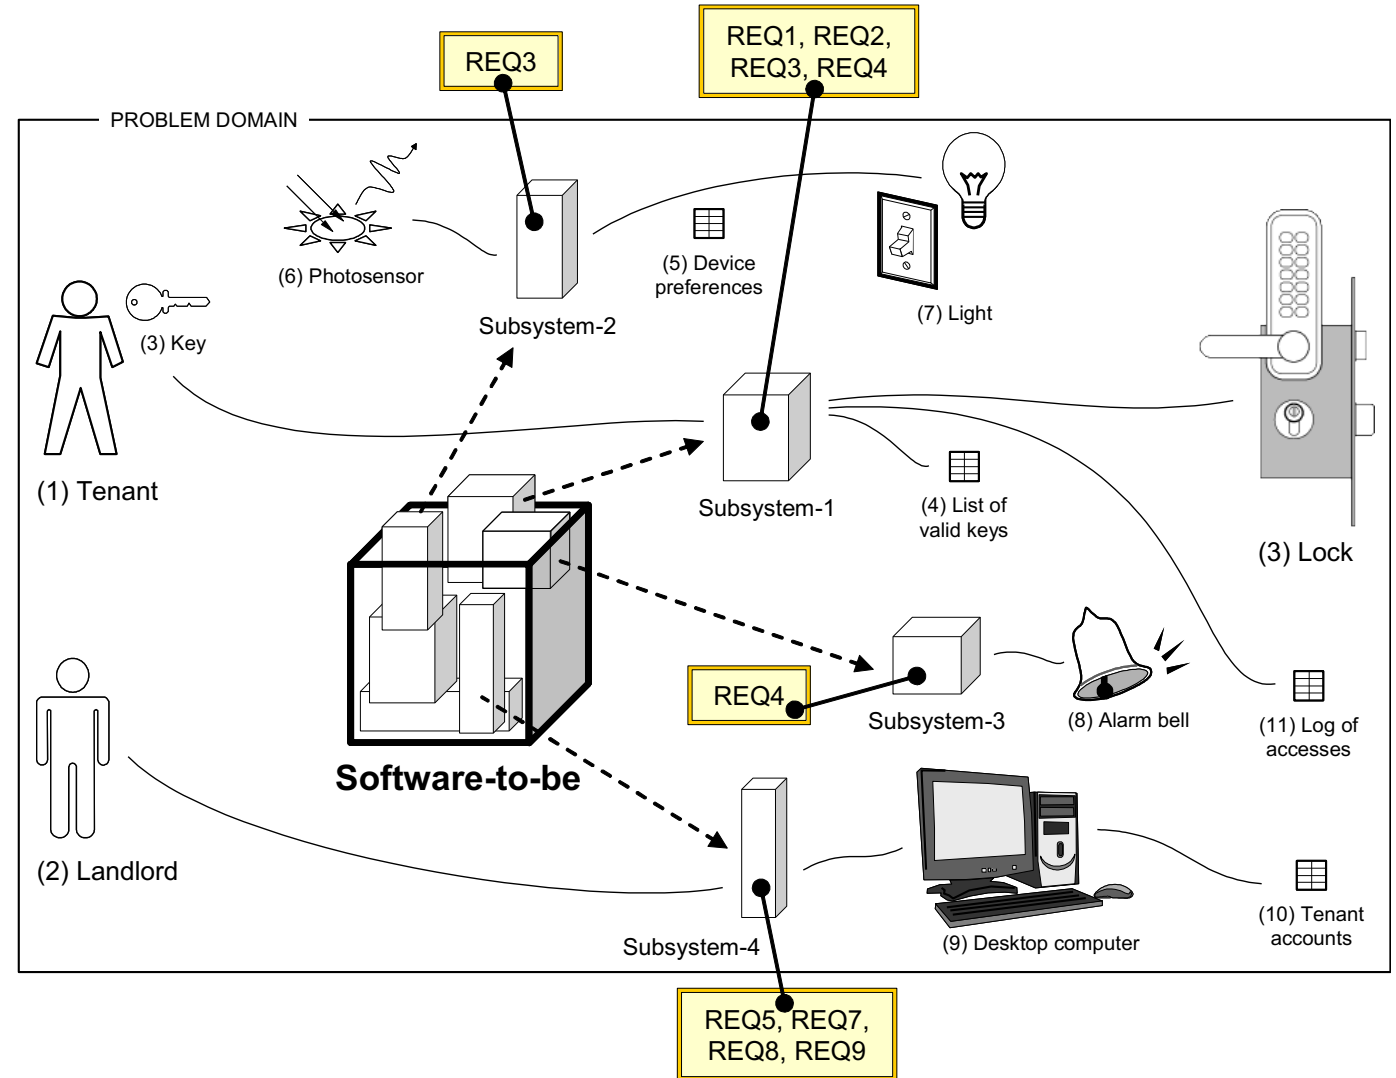 REQ3
REQ1, REQ2,
REQ3, REQ4
PROBLEM DOMAIN
(6) Photosensor
(5) Device
preferences
(7) Light
Subsystem-2
(3) Key
(1) Tenant
Subsystem-1
(4) List of
valid keys
(3) Lock
REQ4
Subsystem-3
(8) Alarm bell
(11) Log of
accesses
Software-to-be
(2) Landlord
Subsystem-4
(9) Desktop computer
(10) Tenant
accounts
REQ5, REQ7,
REQ8, REQ9